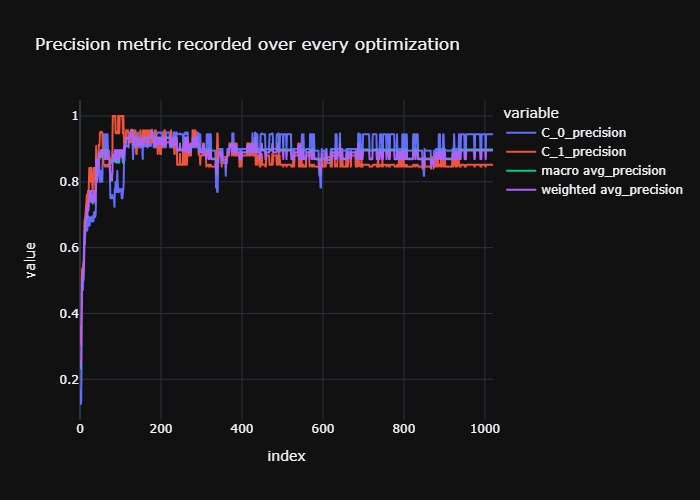 Precision metric recorded over every optimization
variable
C_0_precision
C_1_precision
macro avg_precision
weighted avg_precision
1
0.8
0.6
0.4
0.2
value
0 200 400 600 800 1000
index